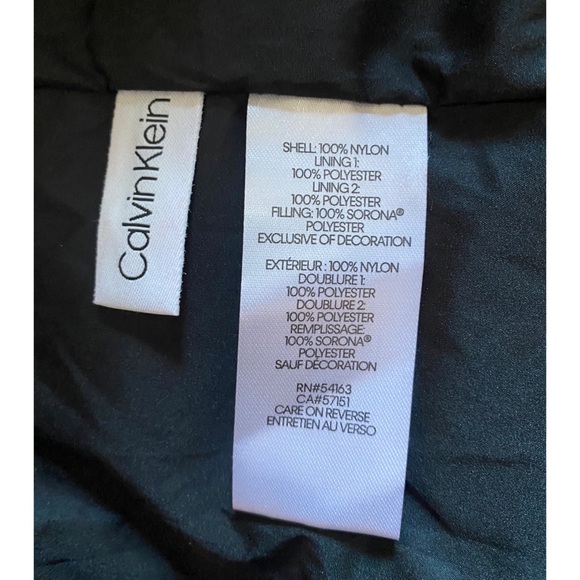 Calvin Klein
SHELL: 100% NYLON
LINING 1:
100% POLYESTER
LINING 2:
100% POLYESTER
FILLING: 100% SORONA®
POLYESTER
EXCLUSIVE OF DECORATION
EXTÉRIEUR : 100% NYLON
DOUBLURE 1:
100% POLYESTER
DOUBLURE 2:
100% POLYESTER
REMPLISSAGE:
100% SORONA®
POLYESTER
SAUF DÉCORATION
RN#54163
CA#57151
CARE ON REVERSE
ENTRETIEN AU VERSO